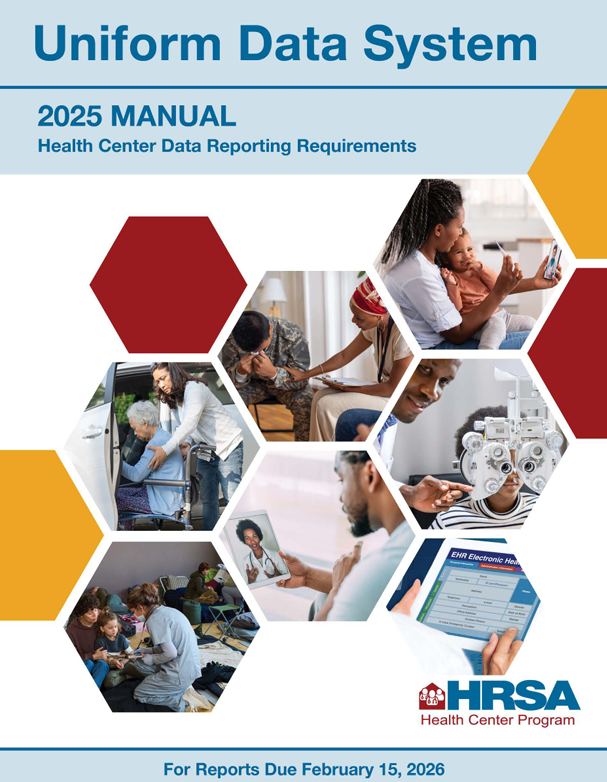 Uniform Data System
2025 MANUAL
Health Center Data Reporting Requirements
EHR Electronic Hea
HRSA
Health Center Program
For Reports Due February 15, 2026